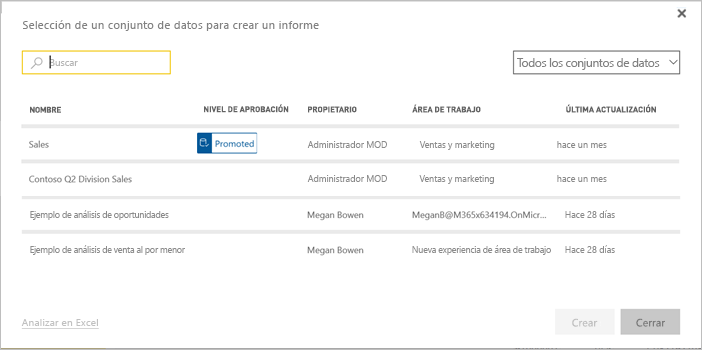 Selección de un conjunto de datos para crear un informe
Buscar
Todos los conjuntos de datos
NOMBRE NIVEL DE APROBACIÓN PROPIETARIO ÁREA DE TRABAJO ÚLTIMA ACTUALIZACIÓN
Sales Promoted Administrador MOD Ventas y marketing hace un mes
Contoso Q2 Division Sales Administrador MOD Ventas y marketing hace un mes
Ejemplo de análisis de oportunidades Megan Bowen MeganB@M365x634194.OnMicr... Hace 28 días
Ejemplo de análisis de venta al por menor Megan Bowen Nueva experiencia de área de trabajo Hace 28 días
Analizar en Excel Crear Cerrar